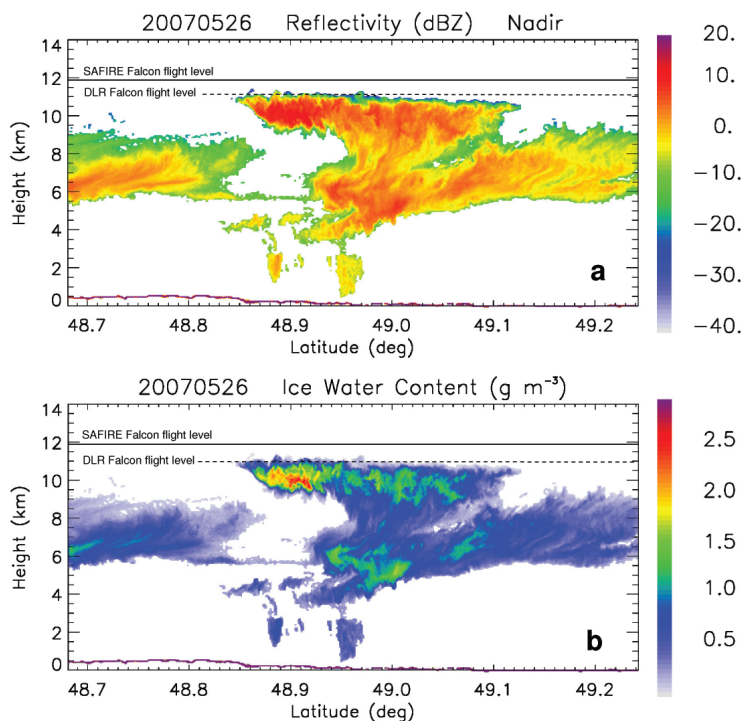 20070526 Reflectivity (dBZ) Nadir
14
12
10
8
6
4
2
0
Height (km)
SAFIRE Falcon flight level
DLR Falcon flight level
a
48.7 48.8 48.9 49.0 49.1 49.2
Latitude (deg)
20.
10.
0.
-10.
-20.
-30.
-40.
20070526 Ice Water Content (g m⁻³)
14
12
10
8
6
4
2
0
Height (km)
SAFIRE Falcon flight level
DLR Falcon flight level
b
48.7 48.8 48.9 49.0 49.1 49.2
Latitude (deg)
2.5
2.0
1.5
1.0
0.5